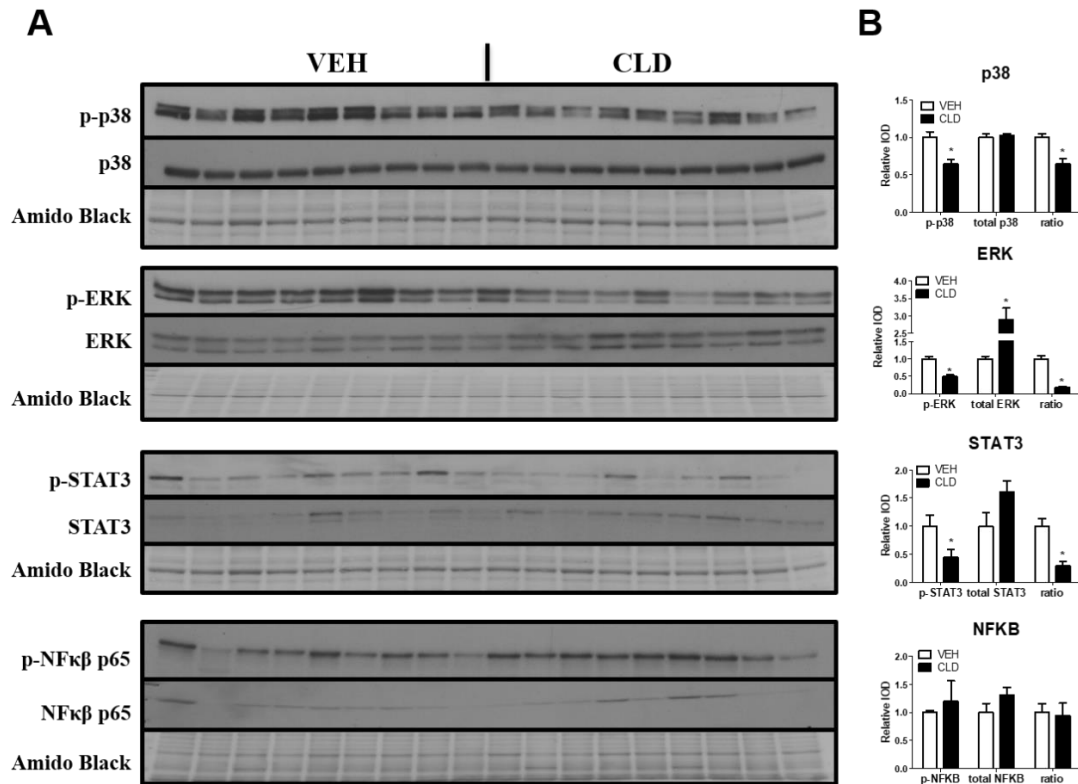 A
VEH
CLD
p-p38
p38
Amido Black
p-ERK
ERK
Amido Black
p-STAT3
STAT3
Amido Black
p-NFκβ p65
NFκβ p65
Amido Black
B
p38
Relative IOD
1.5
1.0
0.5
0.0
VEH
CLD
*
*
p-p38 total p38 ratio
ERK
Relative IOD
4.0
3.5
3.0
2.5
1.5
1.0
0.5
0.0
VEH
CLD
*
*
*
p-ERK total ERK ratio
STAT3
Relative IOD
2.0
1.5
1.0
0.5
0.0
VEH
CLD
*
*
p-STAT3 total STAT3 ratio
NFKB
Relative IOD
2.0
1.5
1.0
0.5
0.0
VEH
CLD
p-NFKB total NFKB ratio